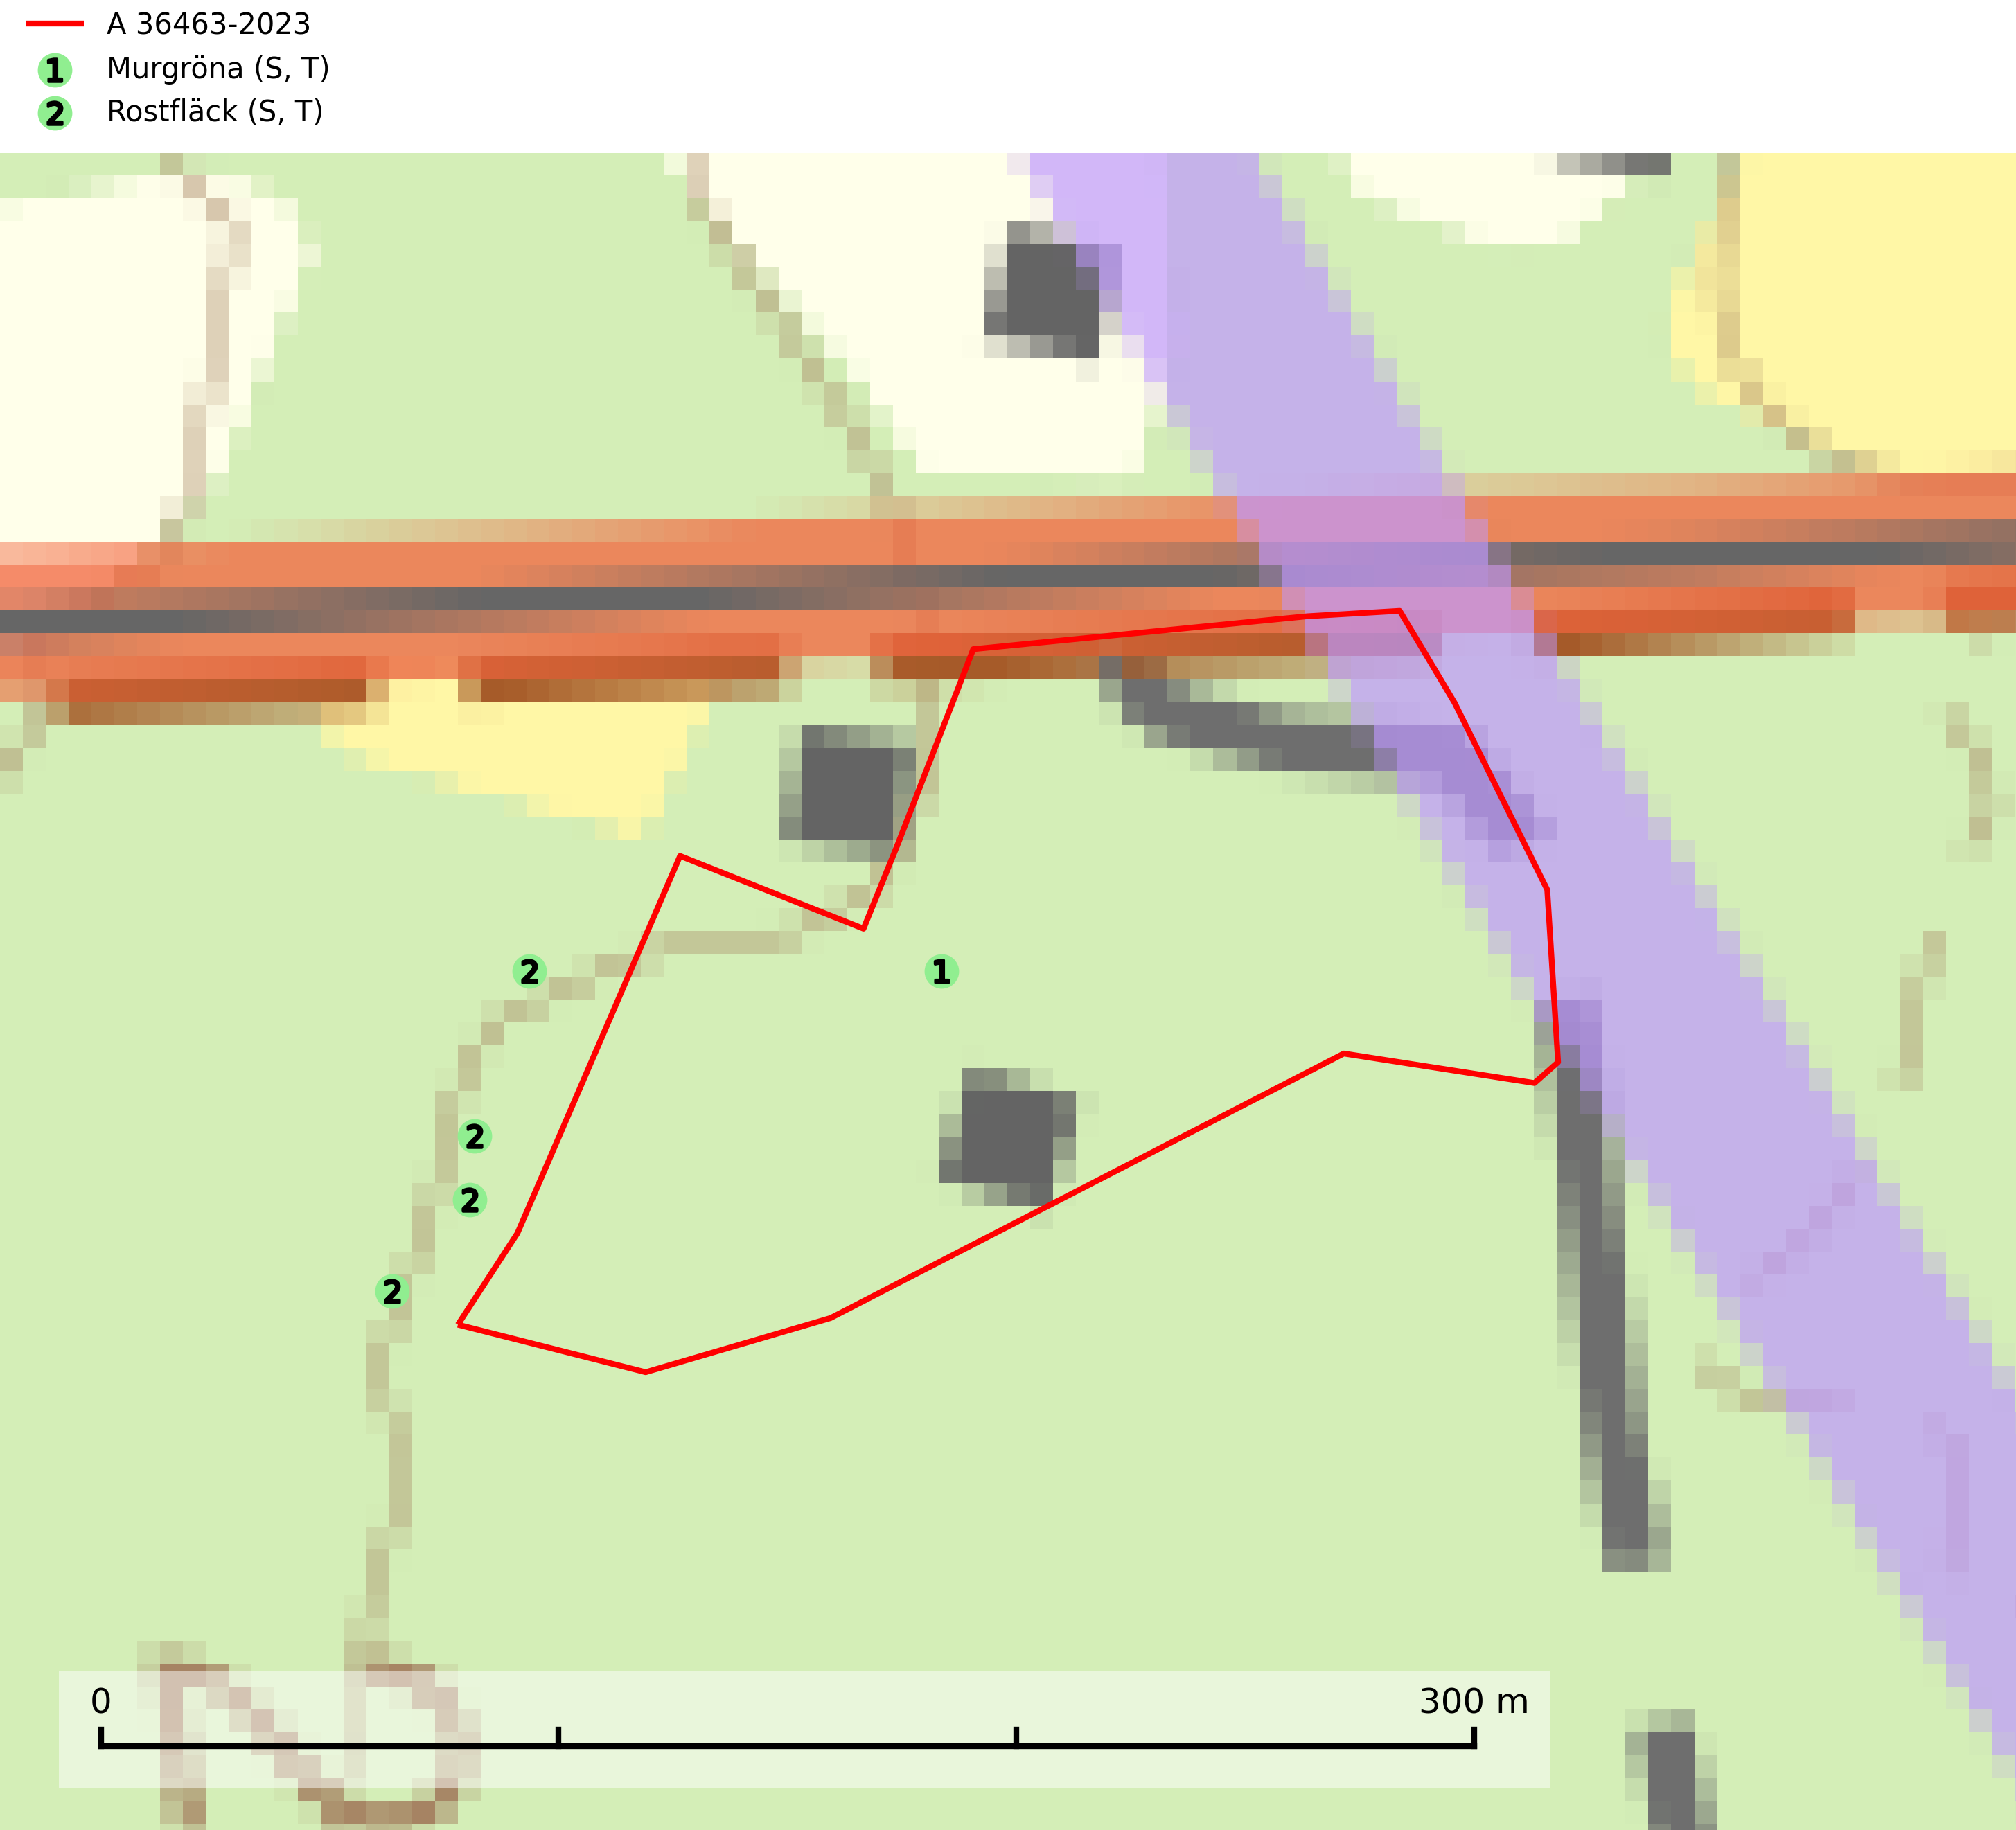 A 36463-2023
1 Murgröna (S, T)
2 Rostfläck (S, T)
2
1
2
2
2
0 300 m